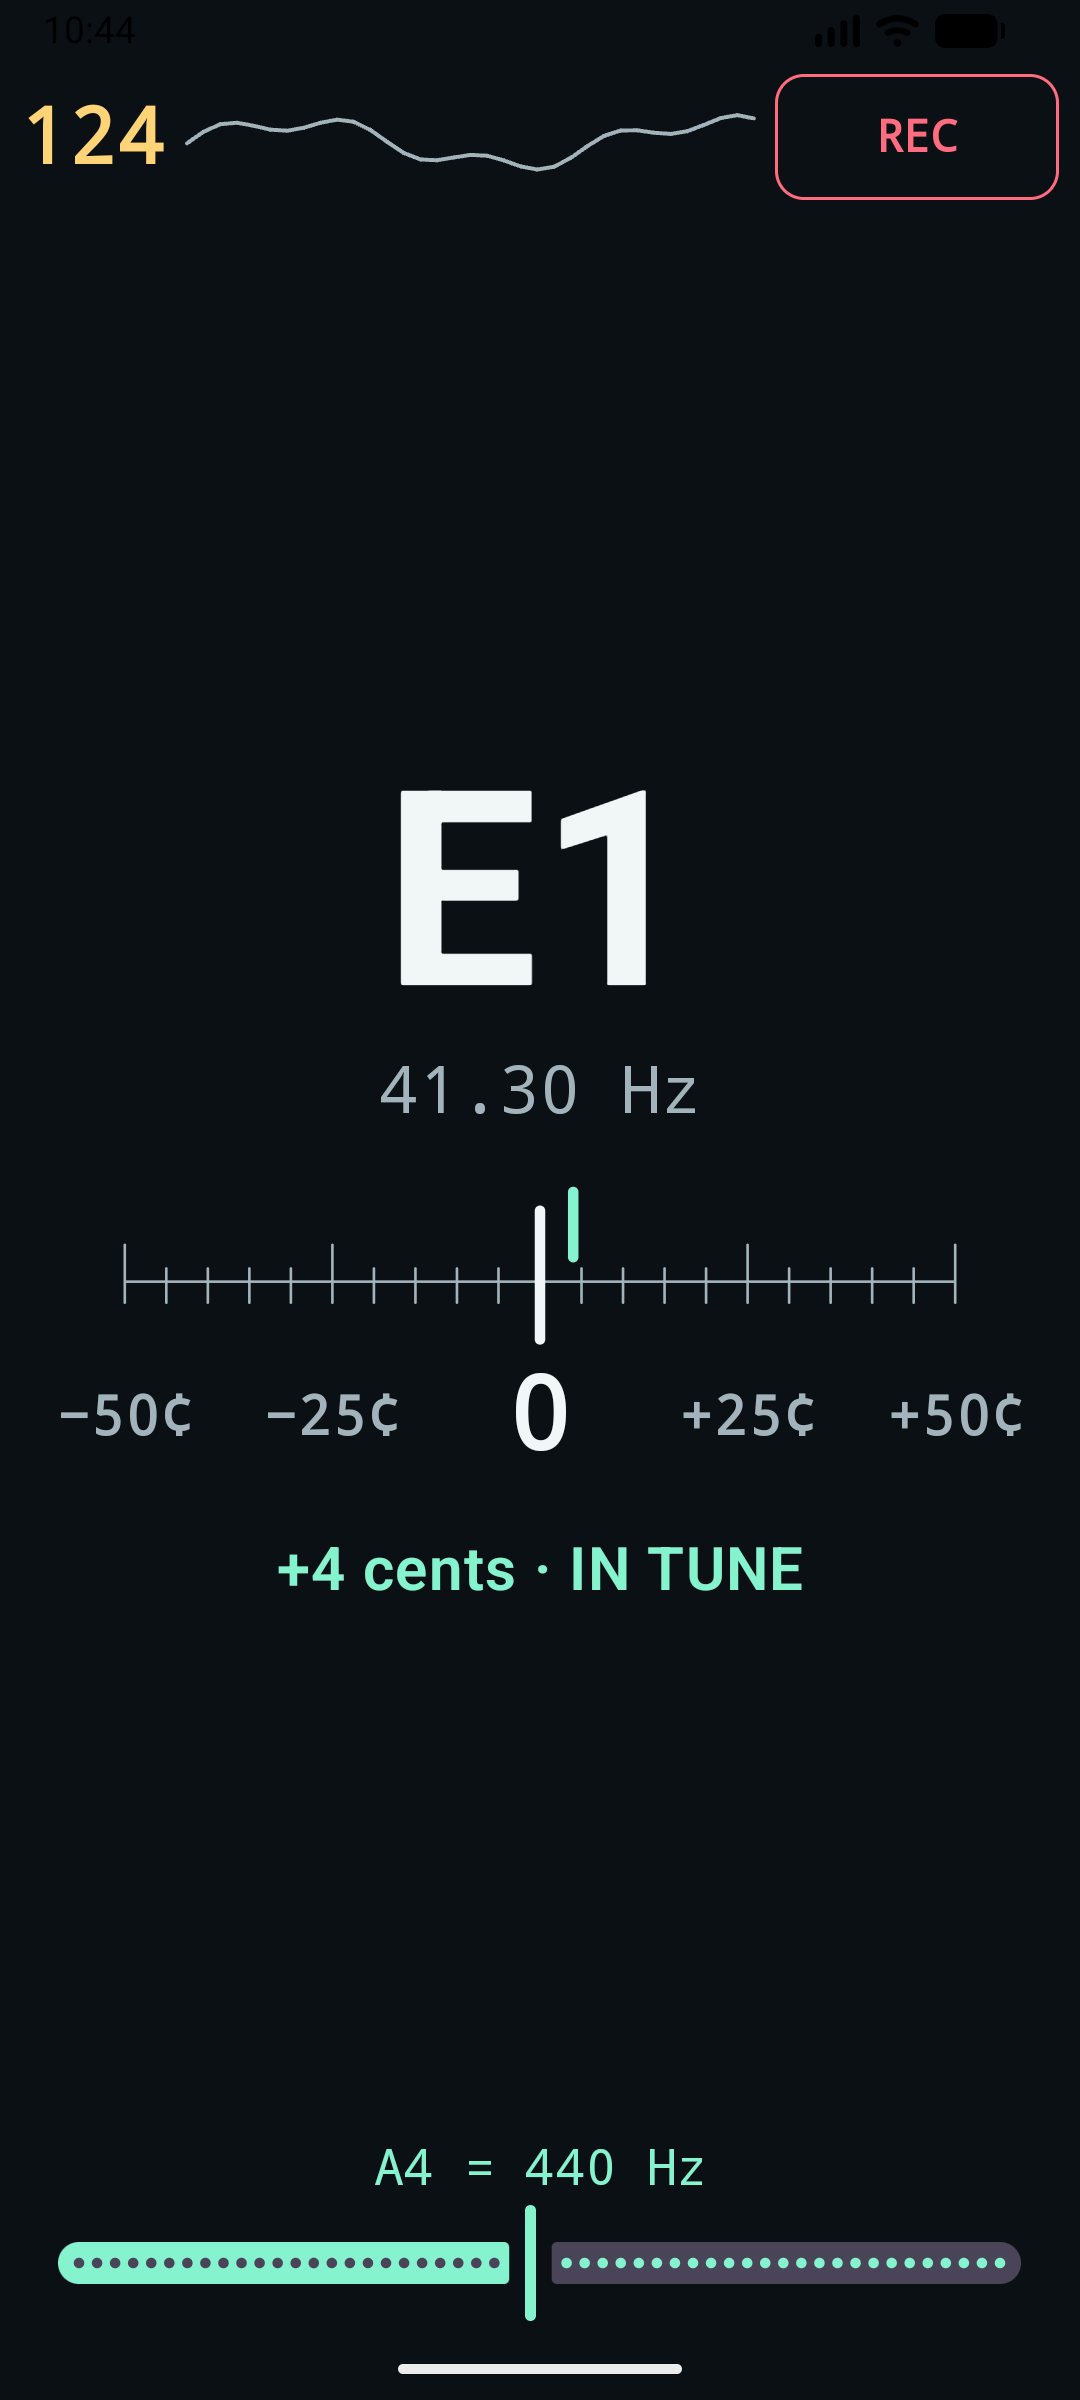 10:44
124
REC
E1
41.30 Hz
−50¢ −25¢ 0 +25¢ +50¢
+4 cents · IN TUNE
A4 = 440 Hz